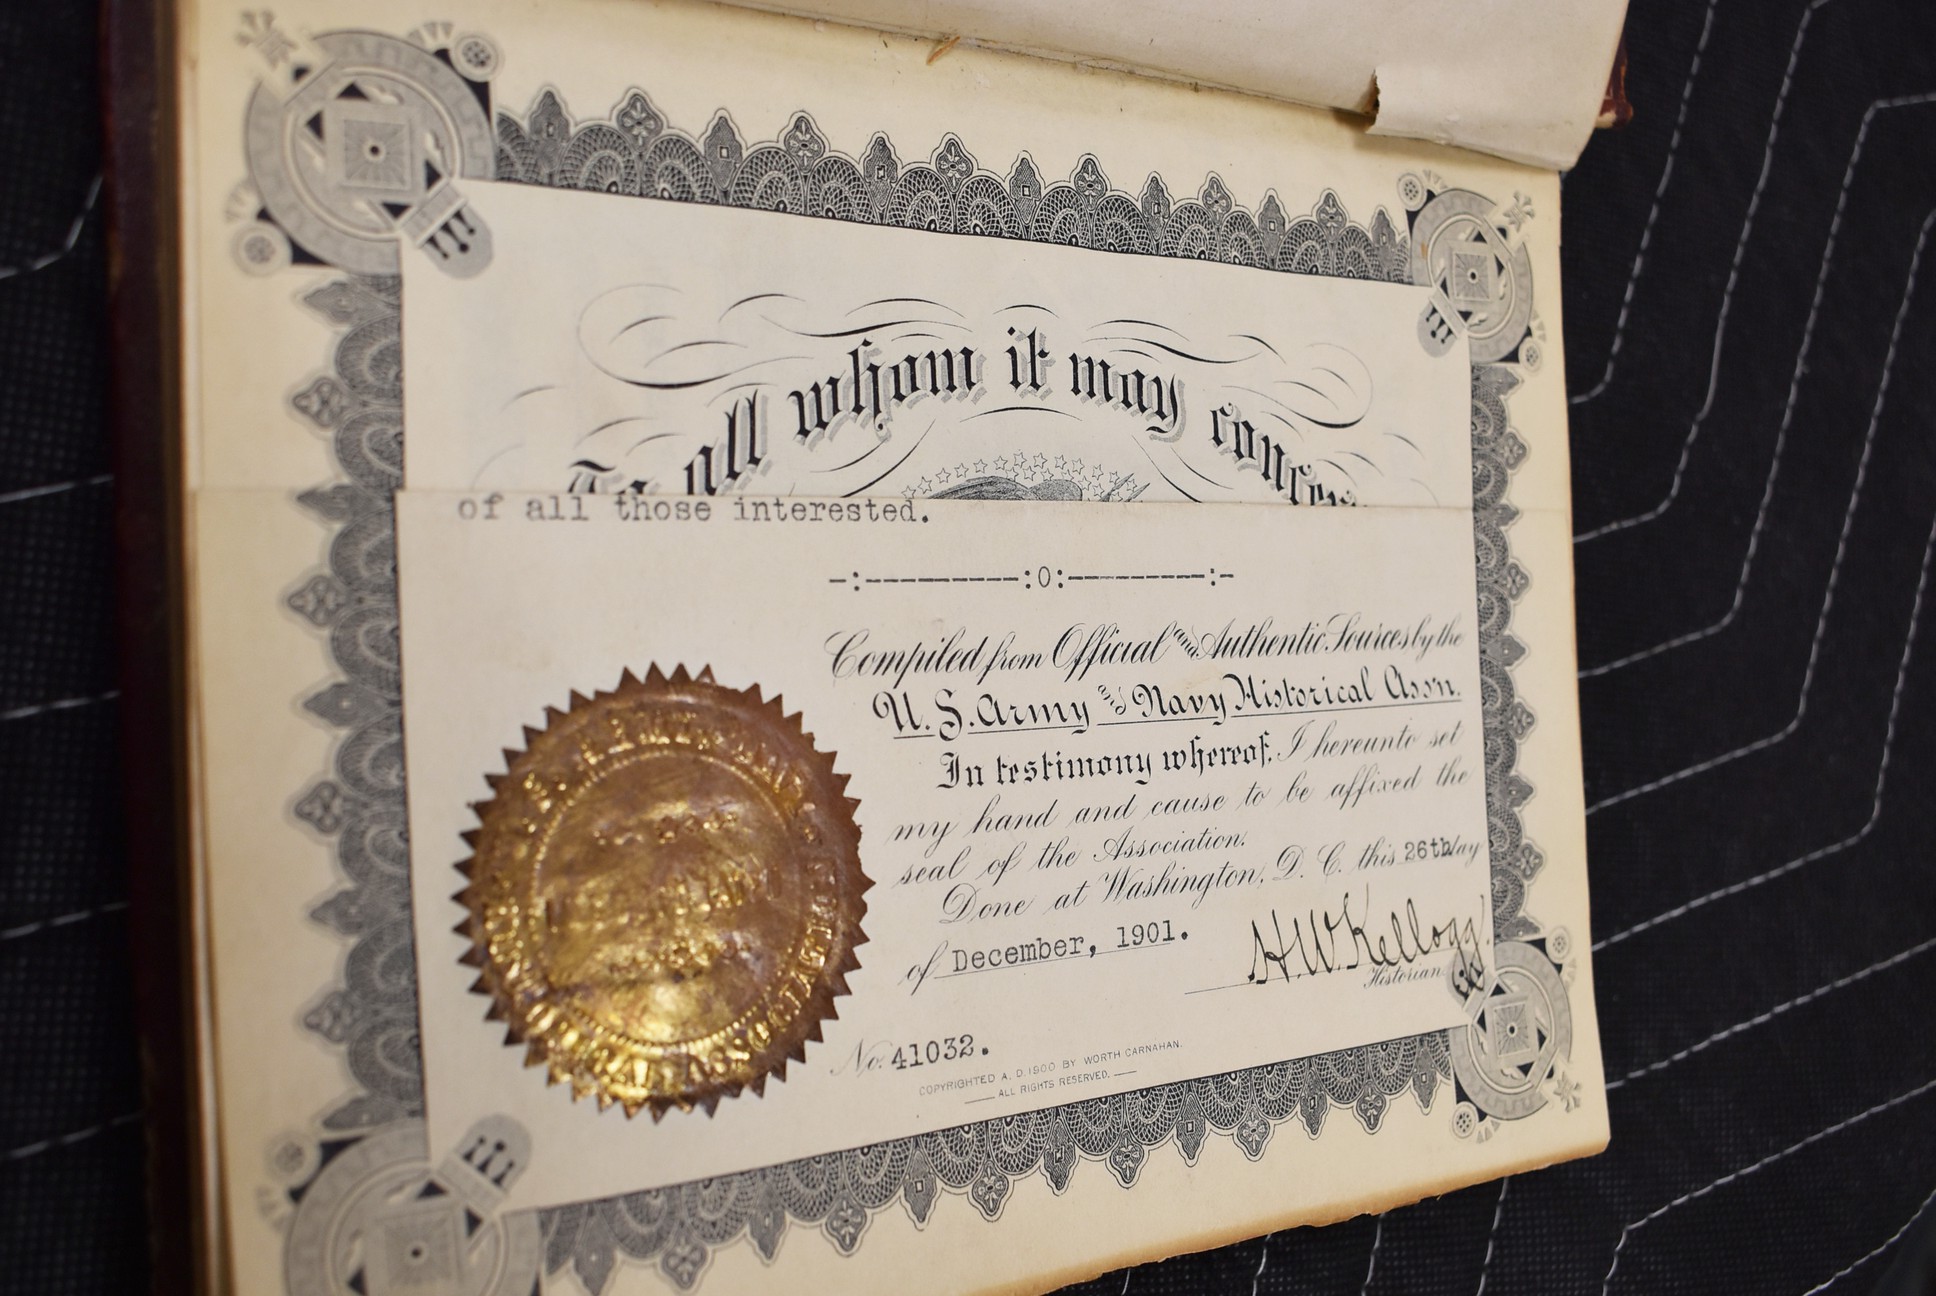 To all whom it may concern
of all those interested.
-:----------:0:---------:-
Compiled from Official and Authentic Sources by the
U. S. Army and Navy Historical Ass'n.
In testimony whereof, I hereunto set
my hand and cause to be affixed the
seal of the Association.
Done at Washington, D. C. this 26th day
of December, 1901.
H.W.Kellogg.
Historian
No. 41032.
COPYRIGHTED A. D. 1900 BY WORTH CARNAHAN.
ALL RIGHTS RESERVED.